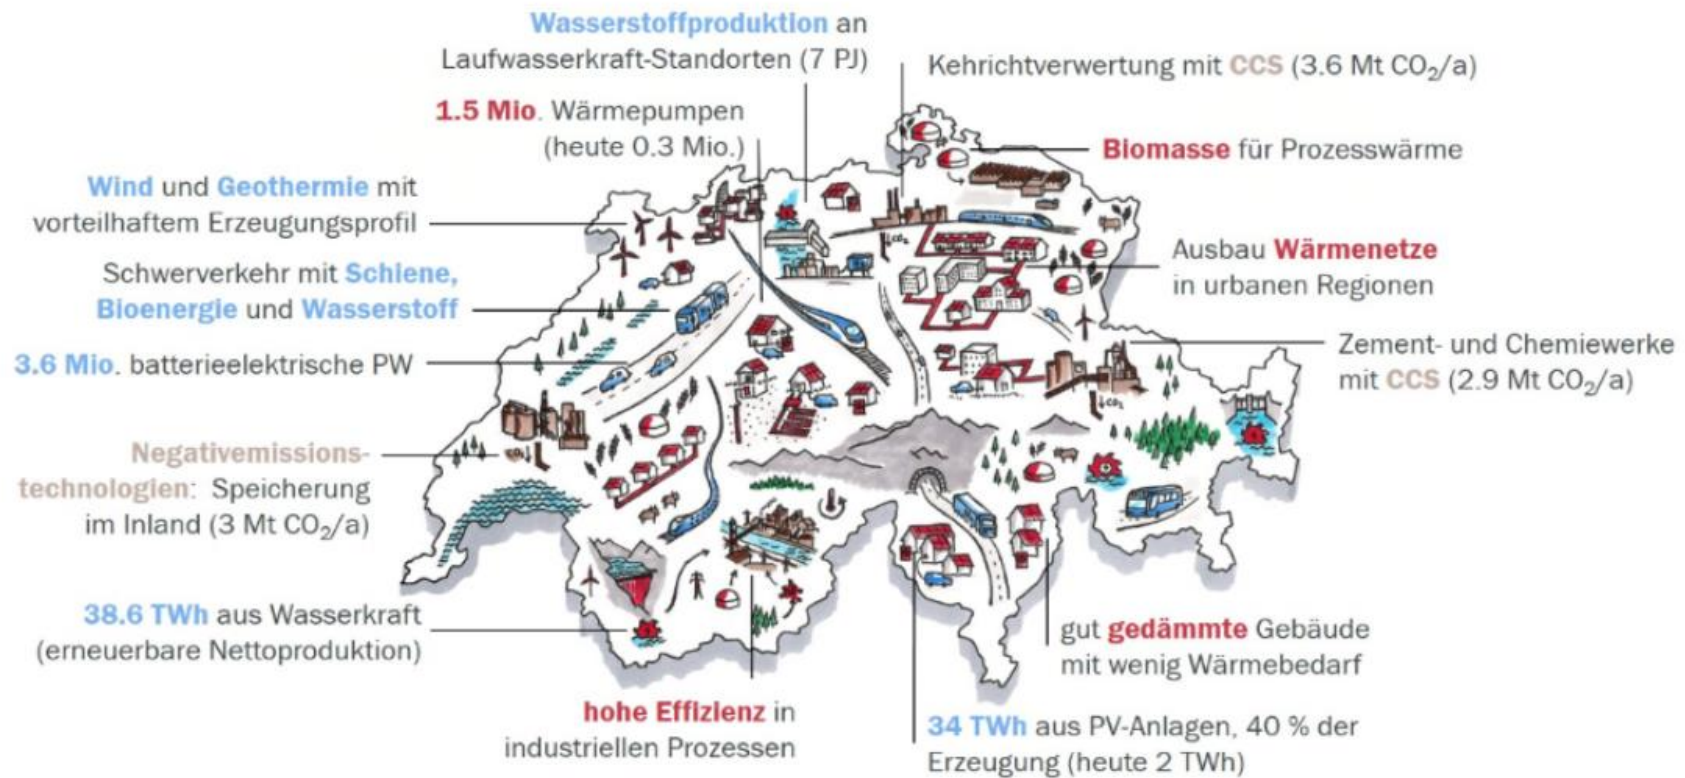 Wasserstoffproduktion an
Laufwasserkraft-Standorten (7 PJ)
Kehrichtverwertung mit CCS (3.6 Mt CO₂/a)
1.5 Mio. Wärmepumpen
(heute 0.3 Mio.)
Biomasse für Prozesswärme
Wind und Geothermie mit
vorteilhaftem Erzeugungsprofil
Ausbau Wärmenetze
in urbanen Regionen
Schwerverkehr mit Schiene,
Bioenergie und Wasserstoff
3.6 Mio. batterieelektrische PW
Zement- und Chemiewerke
mit CCS (2.9 Mt CO₂/a)
Negativemissions-
technologien: Speicherung
im Inland (3 Mt CO₂/a)
38.6 TWh aus Wasserkraft
(erneuerbare Nettoproduktion)
gut gedämmte Gebäude
mit wenig Wärmebedarf
hohe Effizienz in
industriellen Prozessen
34 TWh aus PV-Anlagen, 40 % der
Erzeugung (heute 2 TWh)
CO₂
CO₂
CO₂